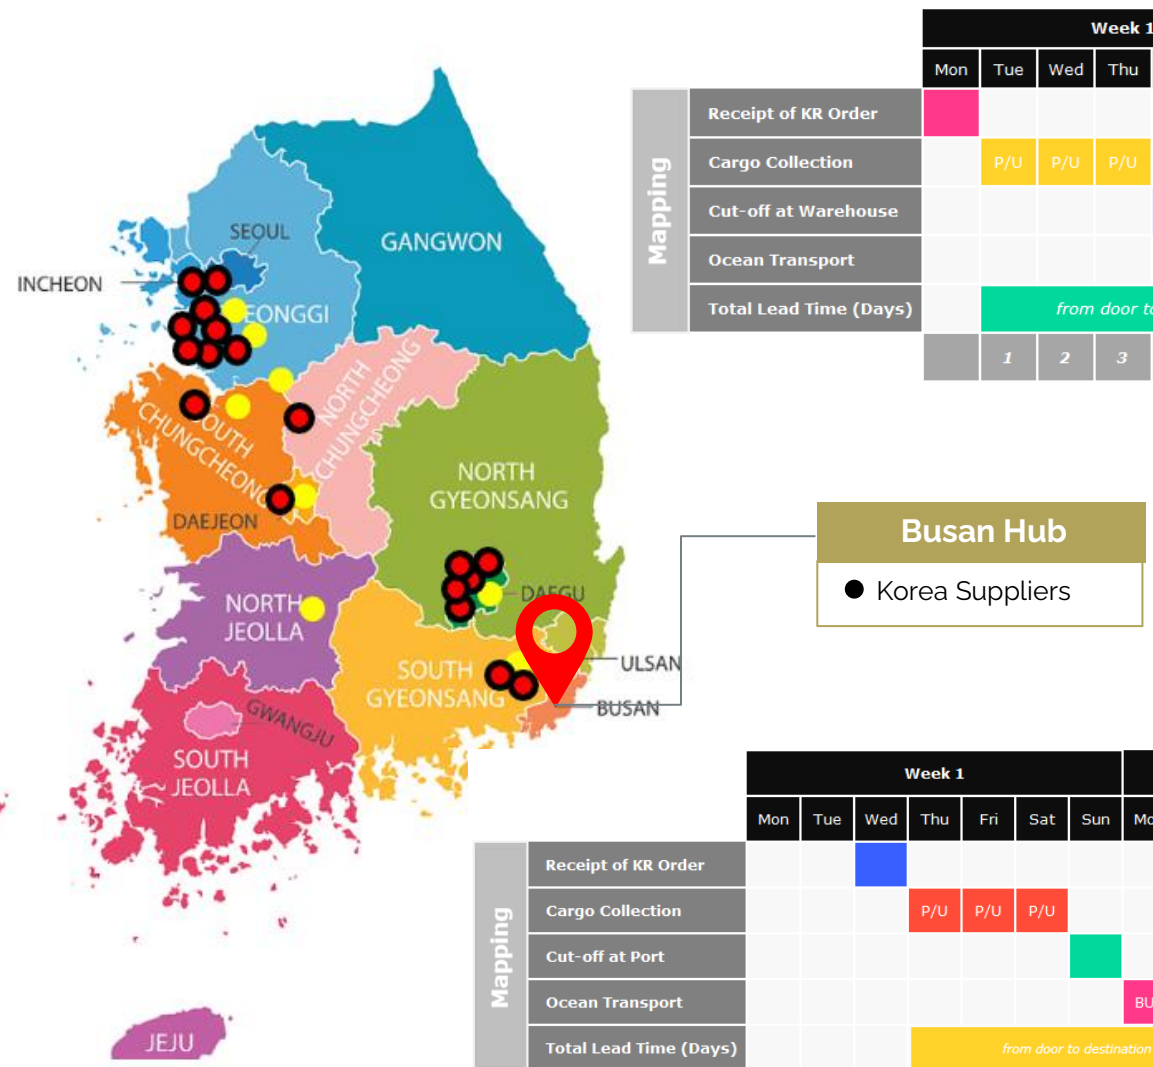 SEOUL
GANGWON
INCHEON
EONGGI
NORTH
CHUNGCHEONG
OUTH
CHUNGCHEONG
NORTH
GYEONSANG
DAEJEON
NORTH
JEOLLA
DAEGU
SOUTH
GYEONSANG
ULSAN
BUSAN
GWANGJU
SOUTH
JEOLLA
JEJU
Week 1
Mon Tue Wed Thu
Mapping
Receipt of KR Order
Cargo Collection P/U P/U P/U
Cut-off at Warehouse
Ocean Transport
Total Lead Time (Days) from door to
1 2 3
Busan Hub
Korea Suppliers
Week 1
Mon Tue Wed Thu Fri Sat Sun Mo
Mapping
Receipt of KR Order
Cargo Collection P/U P/U P/U
Cut-off at Port
Ocean Transport BU
Total Lead Time (Days) from door to destination